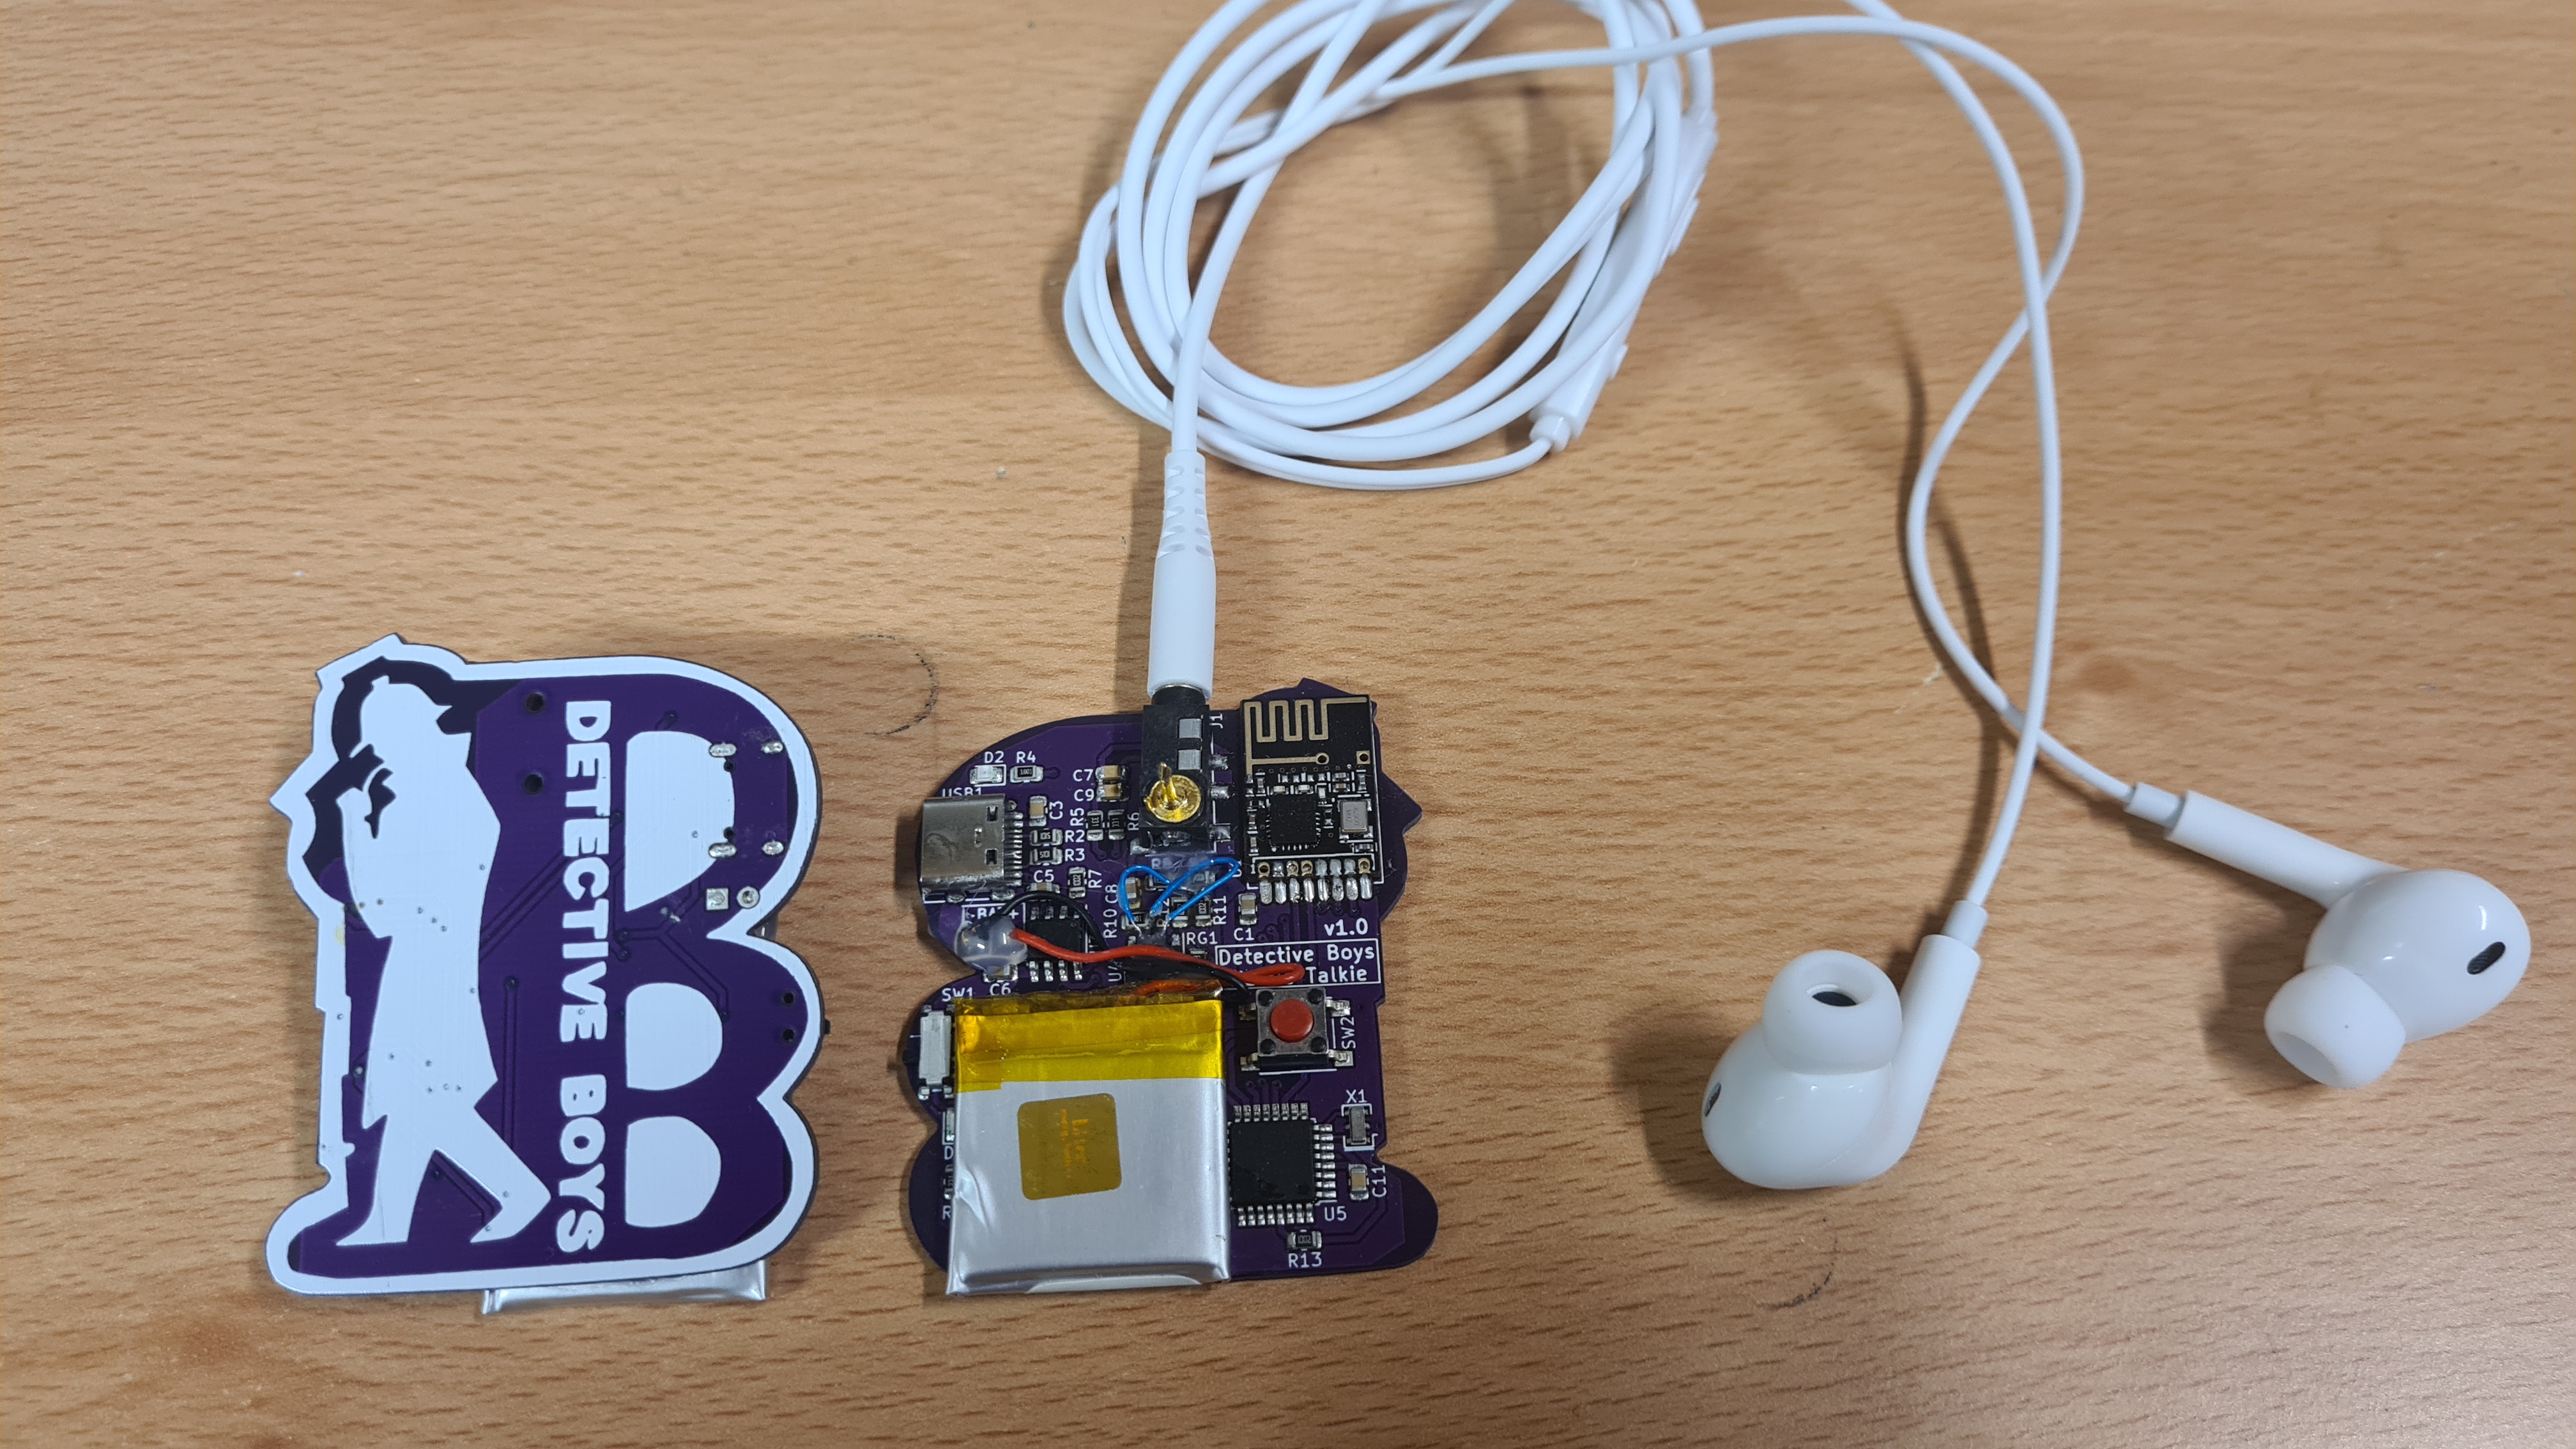 DETECTIVE BOYS
J1
D2 R4
USB1
C7
C9
C3
R5
R6
R2
R3
C5
R7
C8
R10
R11
-BAT+
RG1
C1
v1.0
Detective Boys
Talkie
SW1
C6
SW2
X1
C11
U5
R13